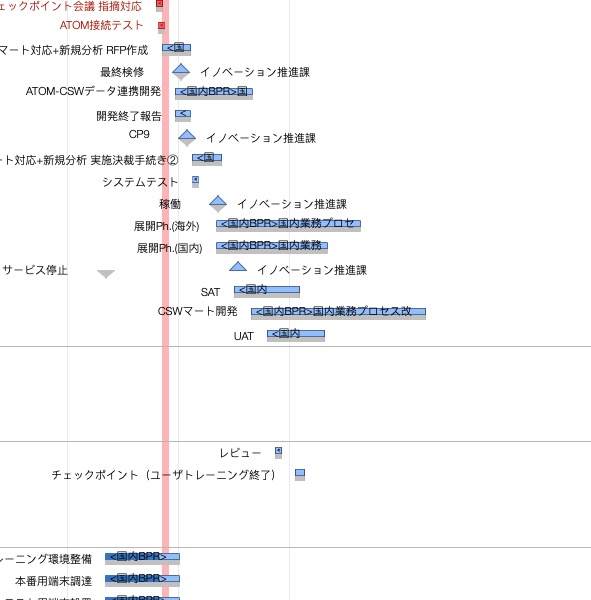 ェックポイント会議 指摘対応
ATOM接続テスト
マート対応+新規分析 RFP作成 <国
最終検修 イノベーション推進課
ATOM-CSWデータ連携開発 <国内BPR>国
開発終了報告 <
CP9 イノベーション推進課
ート対応+新規分析 実施決裁手続き② <国
システムテスト
稼働 イノベーション推進課
展開Ph.(海外) <国内BPR>国内業務プロセ
展開Ph.(国内) <国内BPR>国内業務
サービス停止 イノベーション推進課
SAT <国内
CSWマート開発 <国内BPR>国内業務プロセス改
UAT <国内
レビュー
チェックポイント（ユーザトレーニング終了）
レーニング環境整備 <国内BPR>
本番用端末調達 <国内BPR>